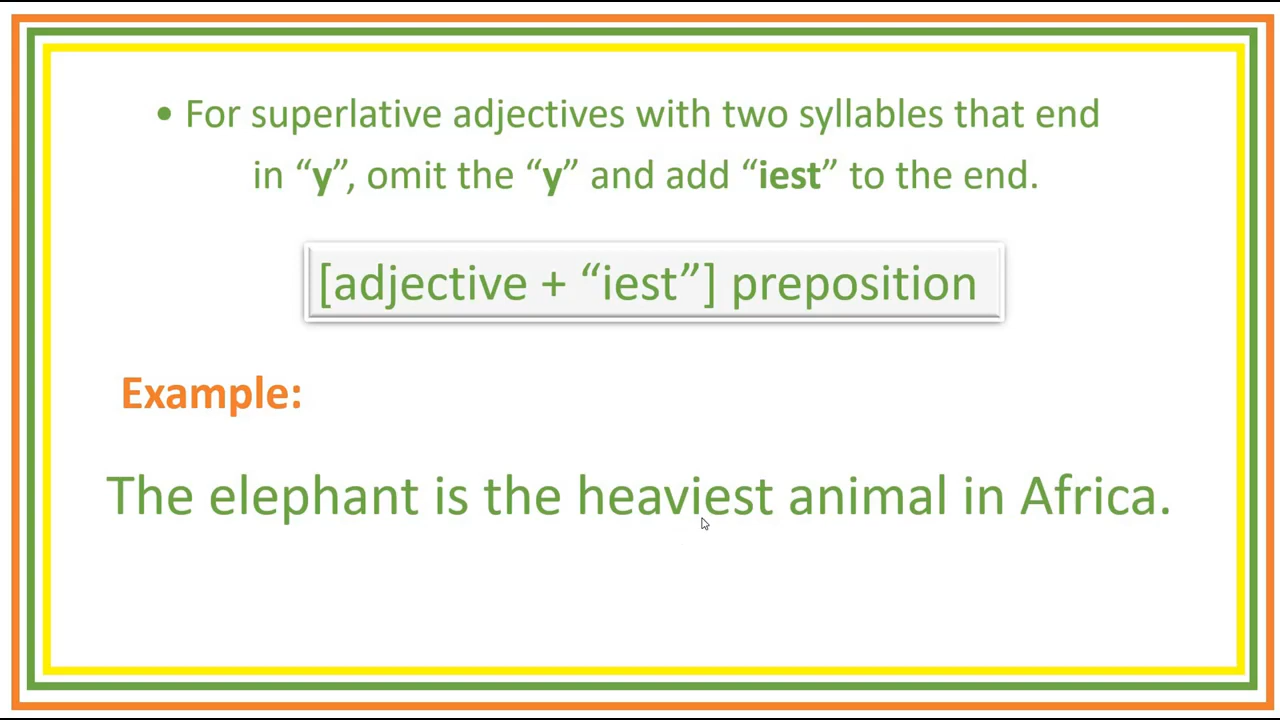 • For superlative adjectives with two syllables that end
in “y”, omit the “y” and add “iest” to the end.
[adjective + “iest”] preposition
Example:
The elephant is the heaviest animal in Africa.